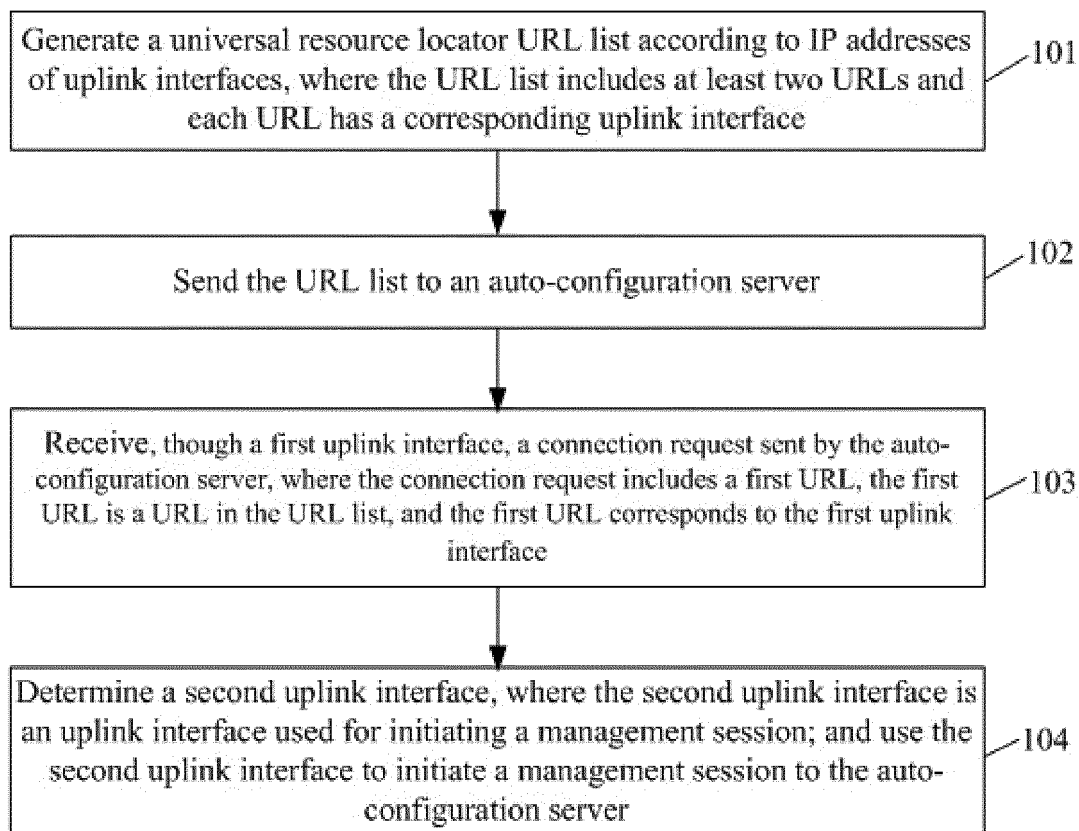 Generate a universal resource locator URL list according to IP addresses
of uplink interfaces, where the URL list includes at least two URLs and
each URL has a corresponding uplink interface
101
Send the URL list to an auto-configuration server
102
Receive, though a first uplink interface, a connection request sent by the auto-
configuration server, where the connection request includes a first URL, the first
URL is a URL in the URL list, and the first URL corresponds to the first uplink
interface
103
Determine a second uplink interface, where the second uplink interface is
an uplink interface used for initiating a management session; and use the
second uplink interface to initiate a management session to the auto-
configuration server
104